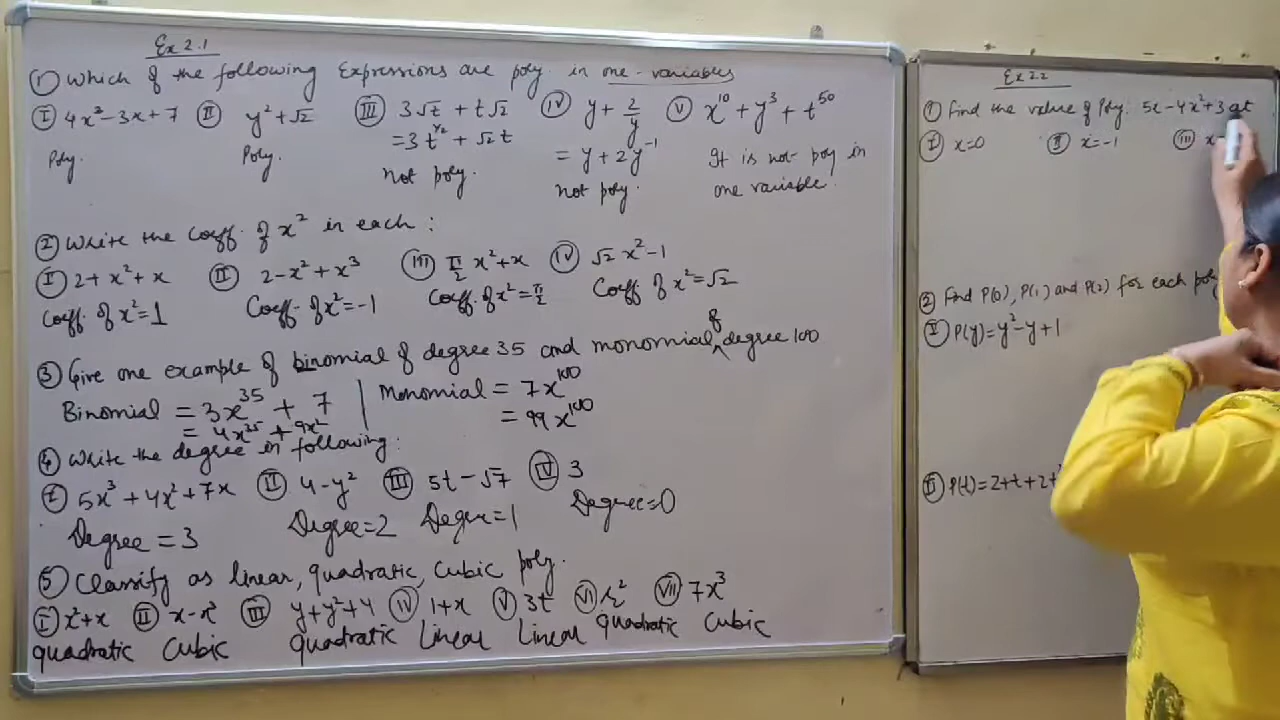 Ex 2.1
① Which of the following Expressions are poly. in one-variables
Ⓘ 4x² - 3x + 7 Ⅱ y² + √2 Ⅲ 3√t + t√2 Ⅳ y + 2/y Ⅴ x¹⁰ + y³ + t⁵⁰
= 3t^½ + √2 t
= y + 2y⁻¹
Poly. Poly. not poly. not poly. It is not poly in
one variable.
② Write the coeff. of x² in each :
Ⓘ 2 + x² + x Ⅱ 2 - x² + x³ Ⅲ π/2 x² + x Ⅳ √2 x² - 1
Coeff. of x² = 1 Coeff. of x² = -1 Coeff. of x² = π/2 Coeff of x² = √2
③ Give one example of binomial of degree 35 and monomial of degree 100
Binomial = 3x³⁵ + 7 Monomial = 7x¹⁰⁰
= 4x³⁵ + 9x² = 99x¹⁰⁰
④ Write the degree in following.
Ⓘ 5x³ + 4x² + 7x Ⅱ 4 - y² Ⅲ 5t - √7 Ⅳ 3
Degree = 3 Degree = 2 Degree = 1 Degree = 0
⑤ Classify as linear, quadratic, cubic poly.
Ⓘ x² + x Ⅱ x - x³ Ⅲ y + y² + 4 Ⅳ 1 + x Ⅴ 3t Ⅵ r² Ⅶ 7x³
quadratic cubic quadratic linear linear quadratic cubic
Ex 2.2
① Find the value of Poly. 5x - 4x² + 3 at
Ⓘ x = 0 Ⅱ x = -1 Ⅲ x
② Find P(0), P(1) and P(2) for each poly
Ⓘ P(y) = y² - y + 1
Ⅱ P(t) = 2 + t + 2t